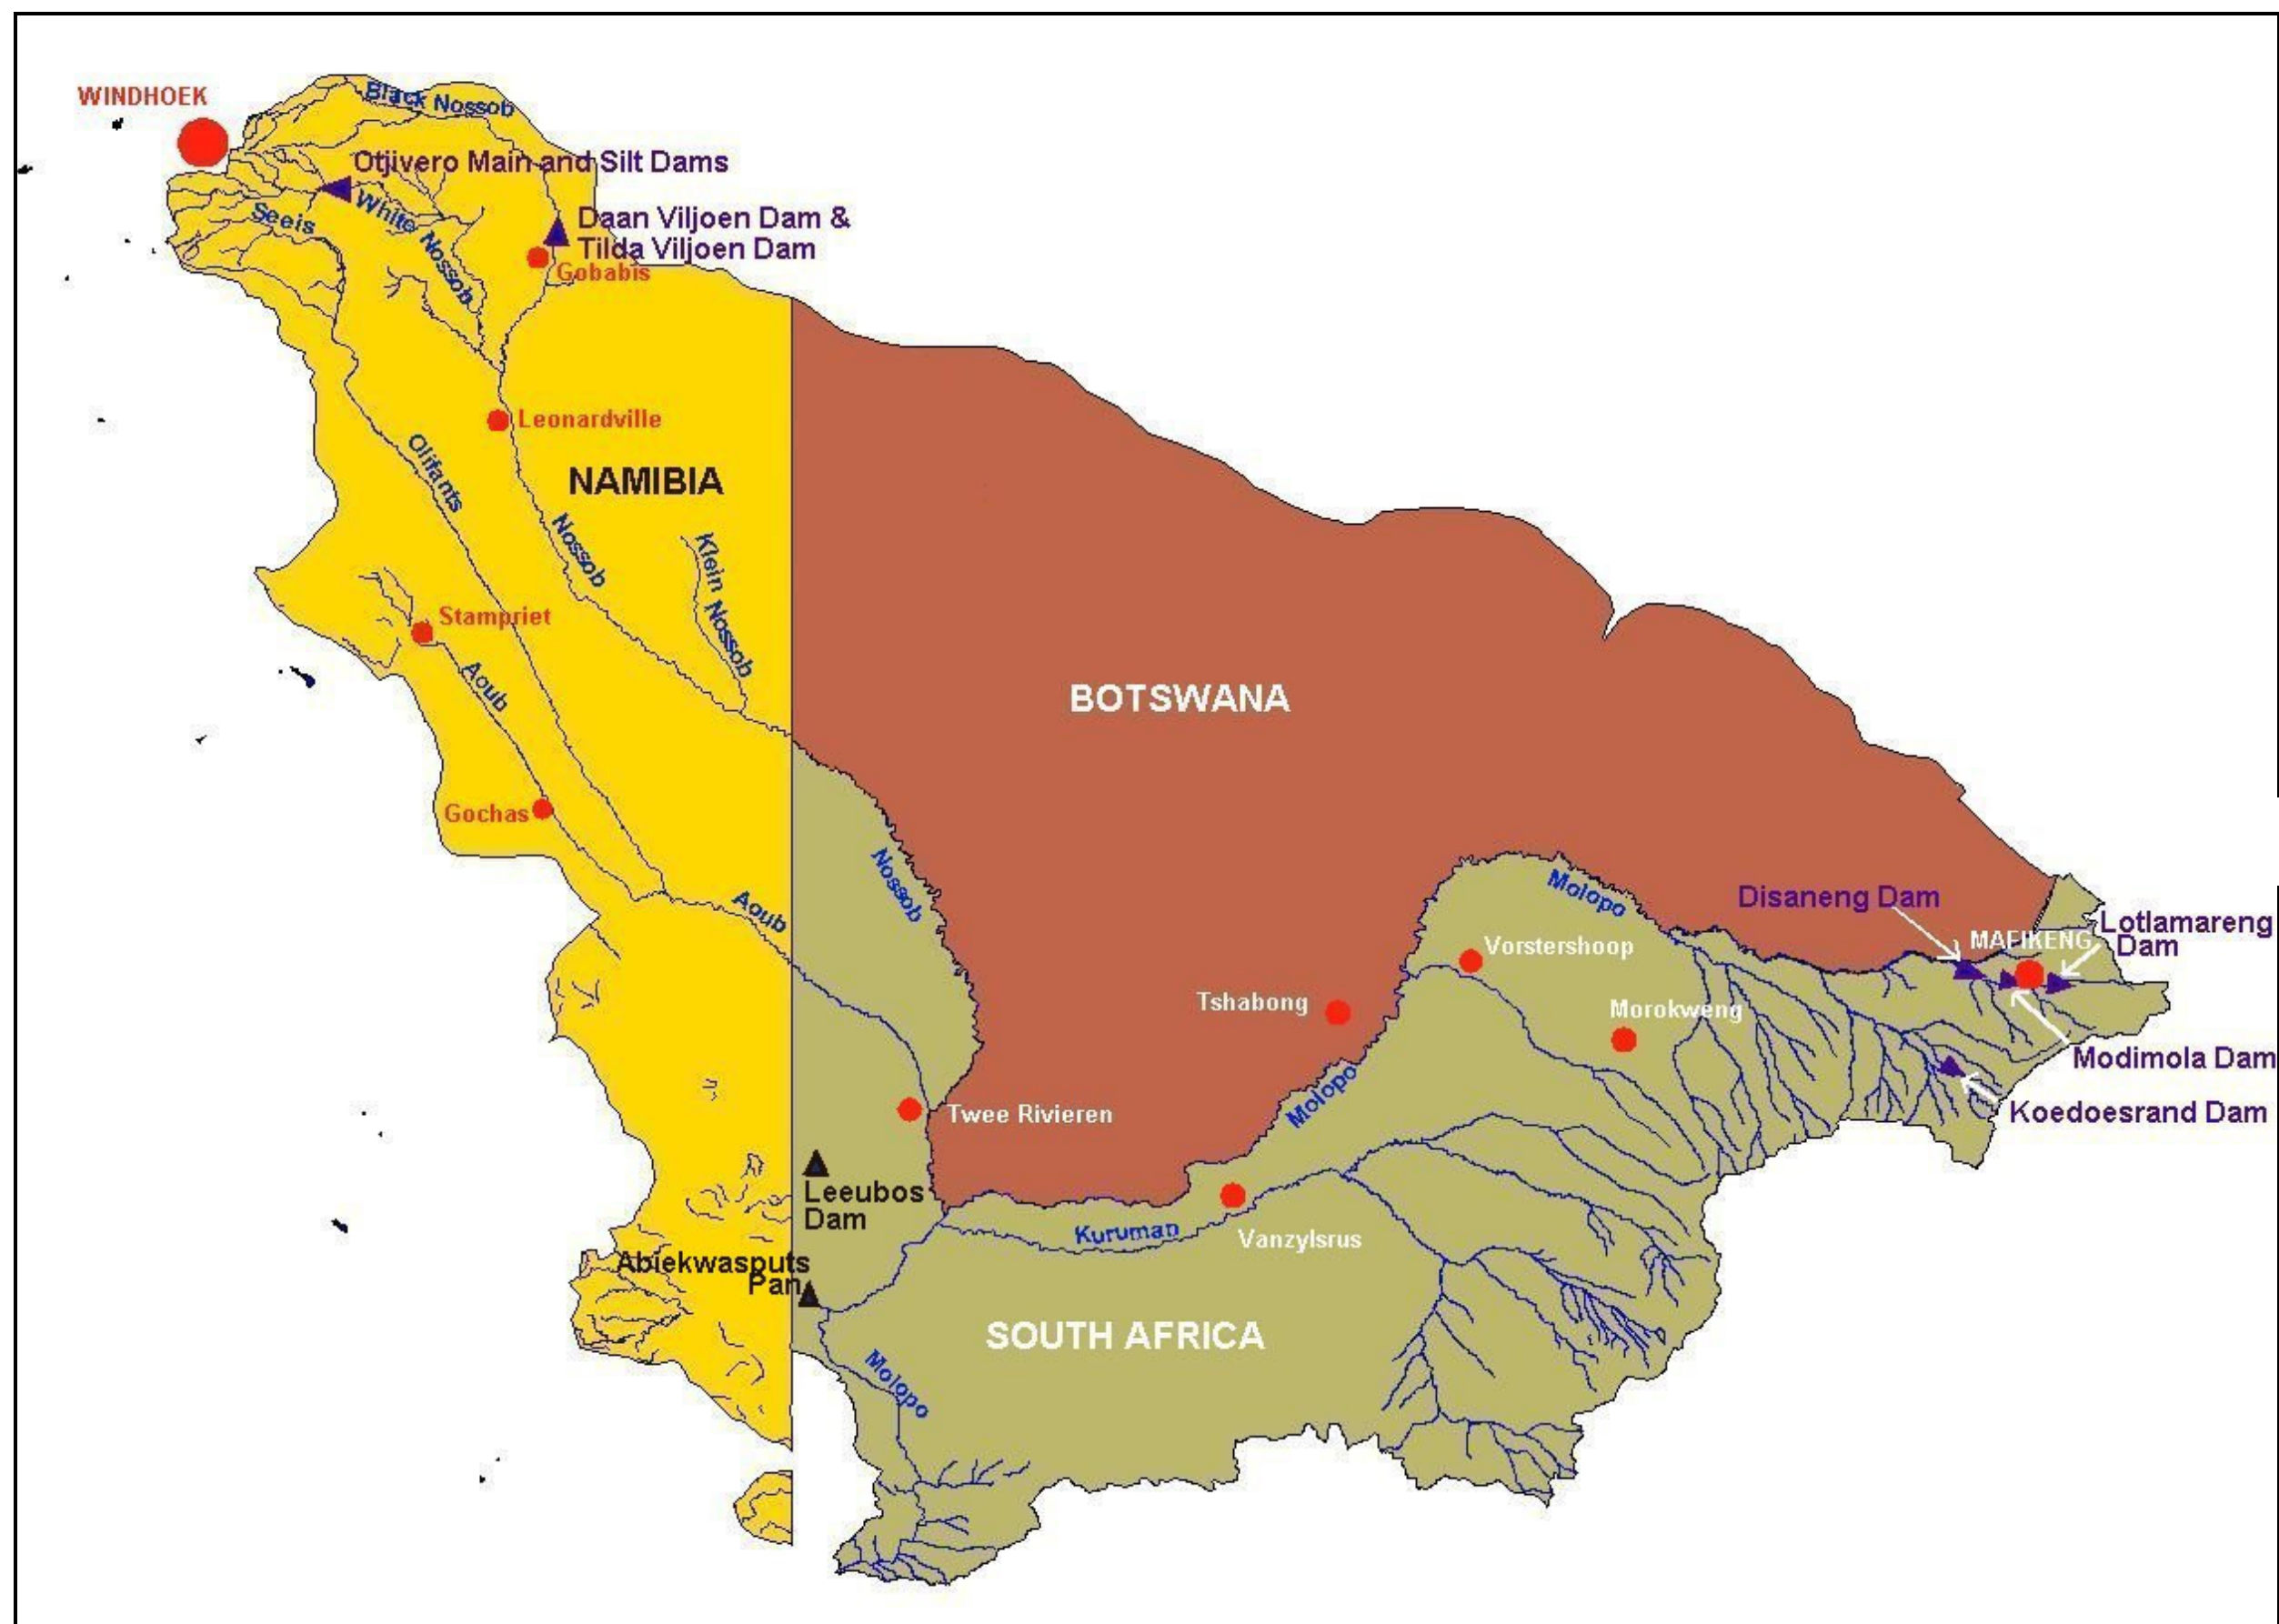 WINDHOEK
Black Nossob
Otjivero Main and Silt Dams
White Nossob
Seeis
Daan Viljoen Dam &
Tilda Viljoen Dam
Gobabis
Leonardville
Olifants
NAMIBIA
Nossob
Klein Nossob
Stampriet
Aoub
BOTSWANA
Gochas
Nossob
Aoub
Molopo
Disaneng Dam
Lotlamareng
Dam
MAFIKENG
Vorstershoop
Tshabong
Morokweng
Modimola Dam
Molopo
Koedoesrand Dam
Twee Rivieren
Leeubos
Dam
Kuruman
Vanzylsrus
Abiekwasputs
Pan
SOUTH AFRICA
Molopo